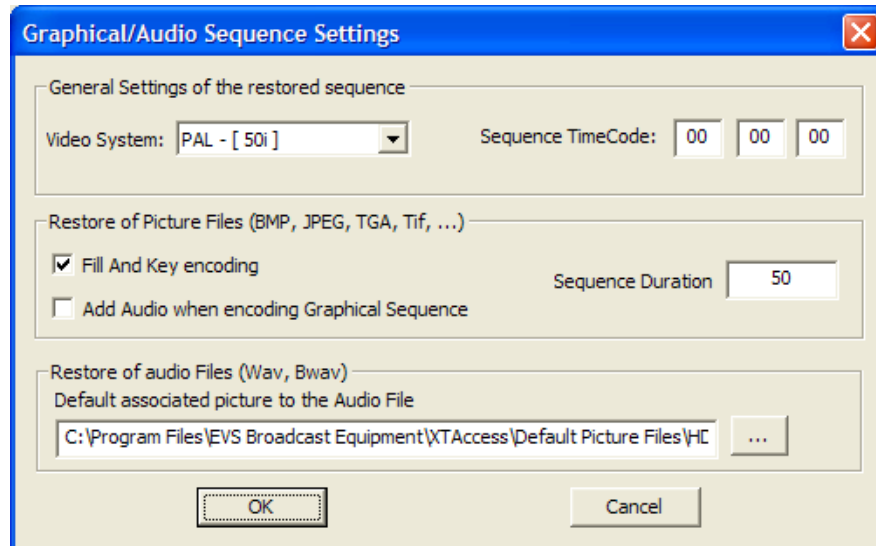 Graphical/Audio Sequence Settings
General Settings of the restored sequence
Video System: PAL - [ 50i ] Sequence TimeCode: 00 00 00
Restore of Picture Files (BMP, JPEG, TGA, Tif, ...)
Fill And Key encoding
Sequence Duration 50
Add Audio when encoding Graphical Sequence
Restore of audio Files (Wav, Bwav)
Default associated picture to the Audio File
C:\Program Files\EVS Broadcast Equipment\XTAccess\Default Picture Files\HD ...
OK Cancel